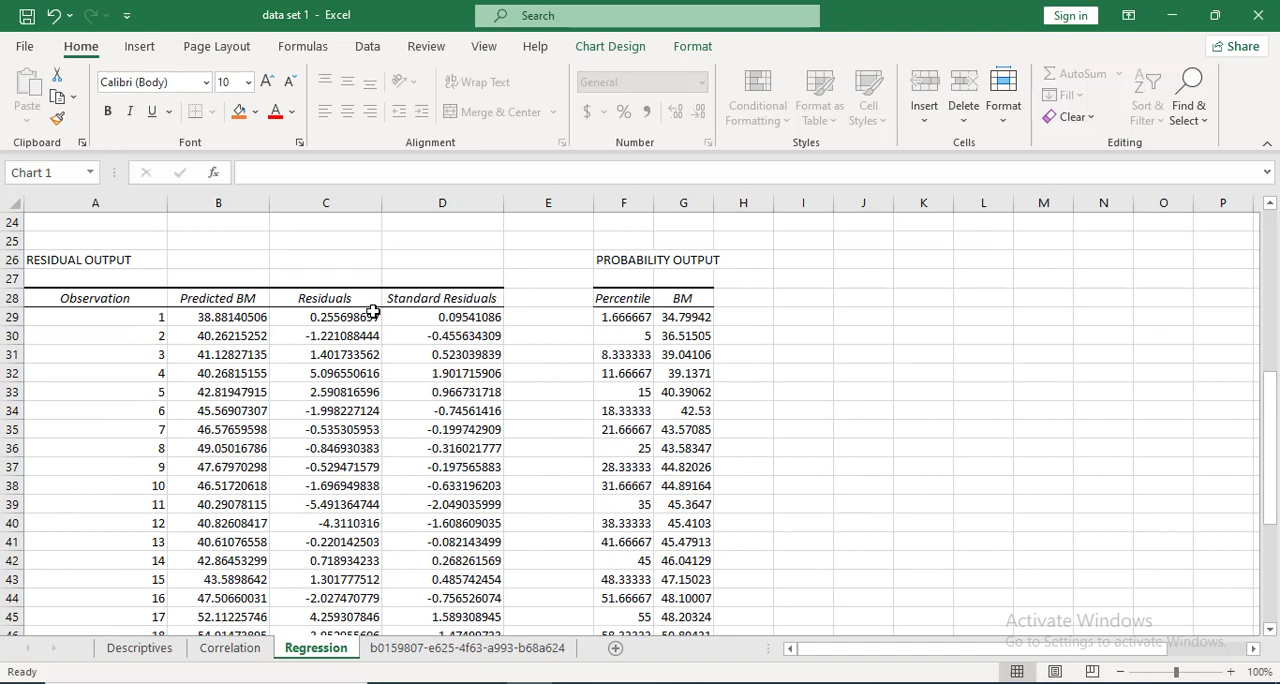 data set 1 - Excel
Search
Sign in
File Home Insert Page Layout Formulas Data Review View Help Chart Design Format
Share
Paste
Calibri (Body) 10
B I U
Wrap Text
Merge & Center
General
$ % ,
Conditional Formatting
Format as Table
Cell Styles
Insert Delete Format
AutoSum
Fill
Clear
Sort & Filter
Find & Select
Clipboard Font Alignment Number Styles Cells Editing
Chart 1
fx
A B C D E F G H I J K L M N O P
24
25
26 RESIDUAL OUTPUT PROBABILITY OUTPUT
27
28 Observation Predicted BM Residuals Standard Residuals Percentile BM
29 1 38.88140506 0.09541086 1.666667 34.79942
30 2 40.26215252 -1.221088444 -0.455634309 5 36.51505
31 3 41.12827135 1.401733562 0.523039839 8.333333 39.04106
32 4 40.26815155 5.096550616 1.901715906 11.66667 39.1371
33 5 42.81947915 2.590816596 0.966731718 15 40.39062
34 6 45.56907307 -1.998227124 -0.74561416 18.33333 42.53
35 7 46.57659598 -0.535305953 -0.199742909 21.66667 43.57085
36 8 49.05016786 -0.846930383 -0.316021777 25 43.58347
37 9 47.67970298 -0.529471579 -0.197565883 28.33333 44.82026
38 10 46.51720618 -1.696949838 -0.633196203 31.66667 44.89164
39 11 40.29078115 -5.491364744 -2.049035999 35 45.3647
40 12 40.82608417 -4.3110316 -1.608609035 38.33333 45.4103
41 13 40.61076558 -0.220142503 -0.082143499 41.66667 45.47913
42 14 42.86453299 0.718934233 0.268261569 45 46.04129
43 15 43.5898642 1.301777512 0.485742454 48.33333 47.15023
44 16 47.50660031 -2.027470779 -0.756526074 51.66667 48.10007
45 17 52.11225746 4.259307846 1.589308945 55 48.20324
Activate Windows
Go to Settings to activate Windows.
Descriptives Correlation Regression b0159807-e625-4f63-a993-b68a624
Ready
100%